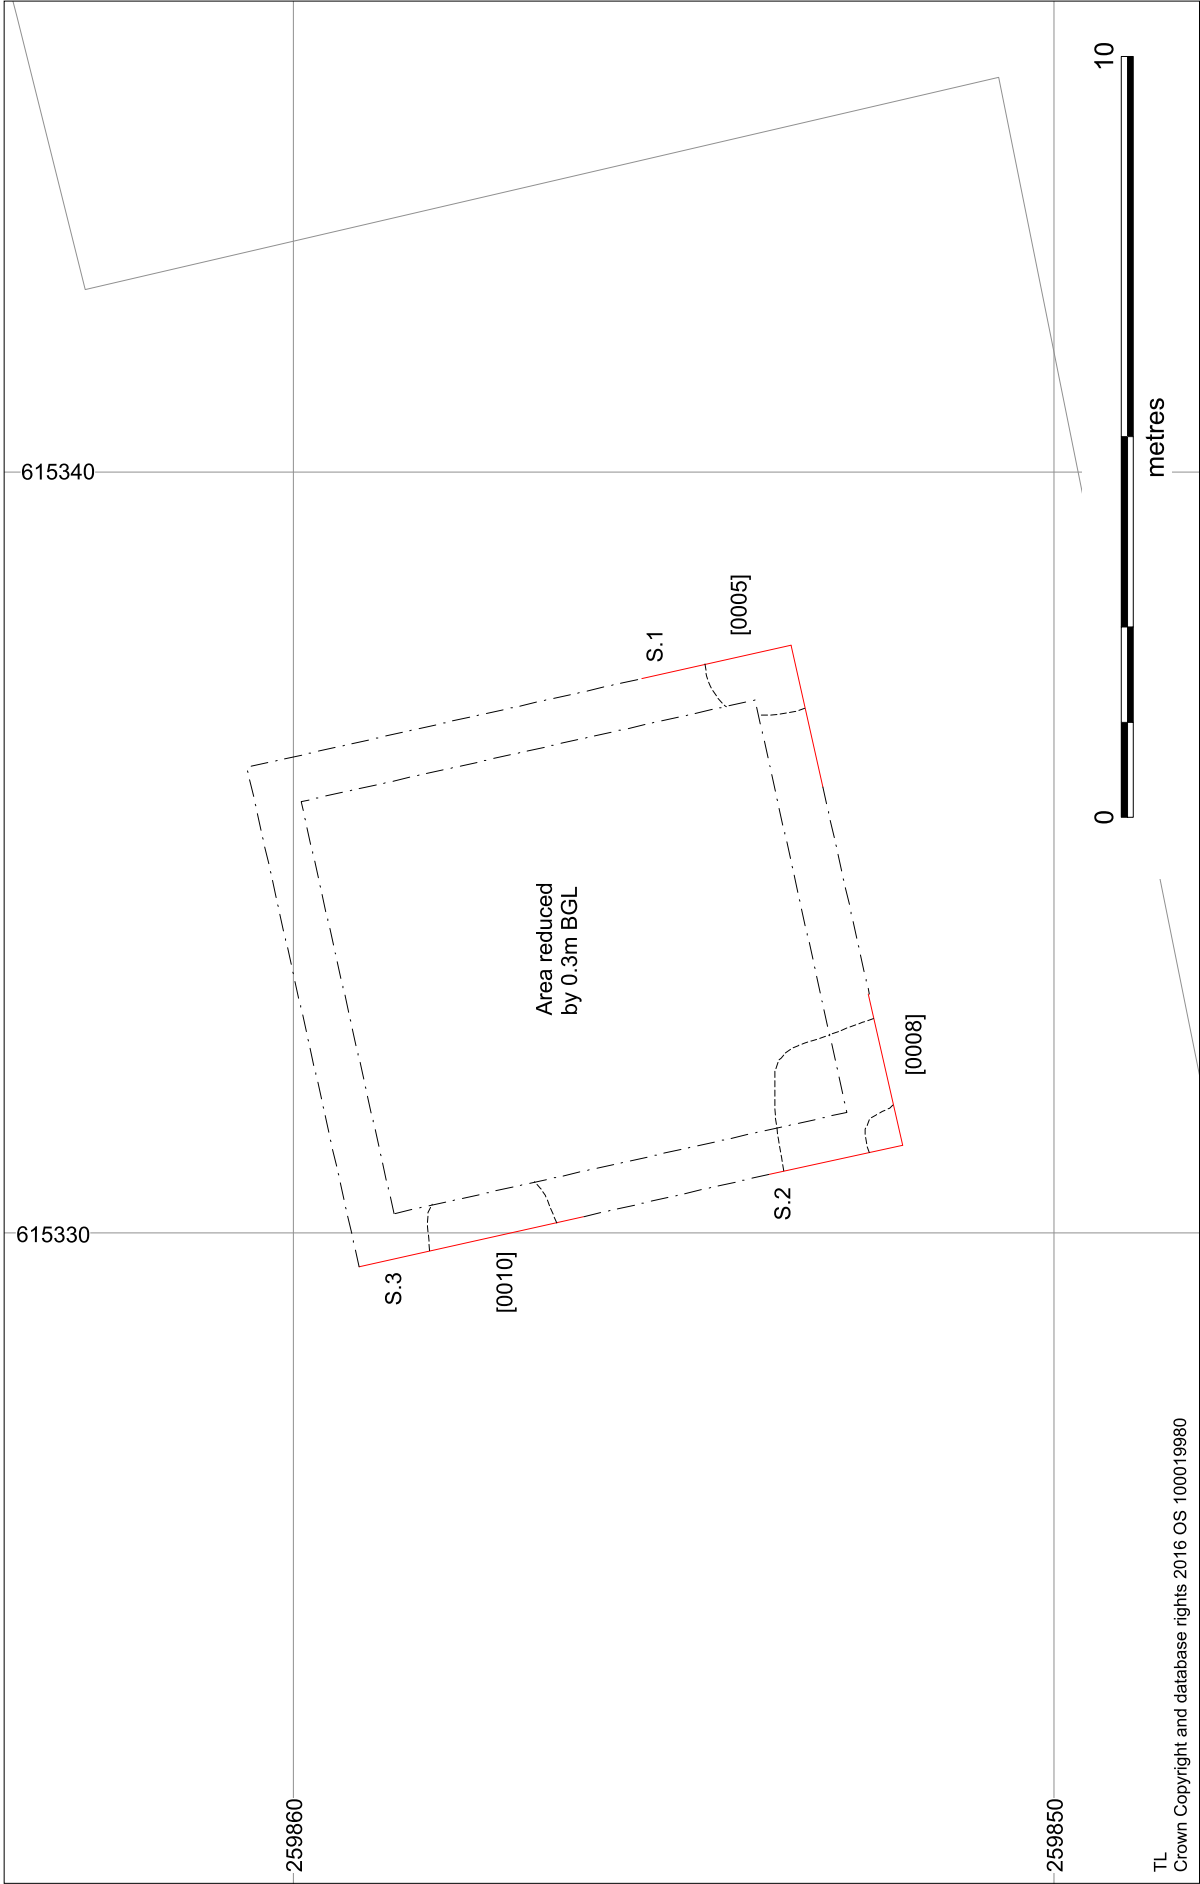 615340
615330
259860
259850
S.1
[0005]
S.2
[0008]
S.3
[0010]
Area reduced
by 0.3m BGL
0
10
metres
TL
Crown Copyright and database rights 2016 OS 100019980